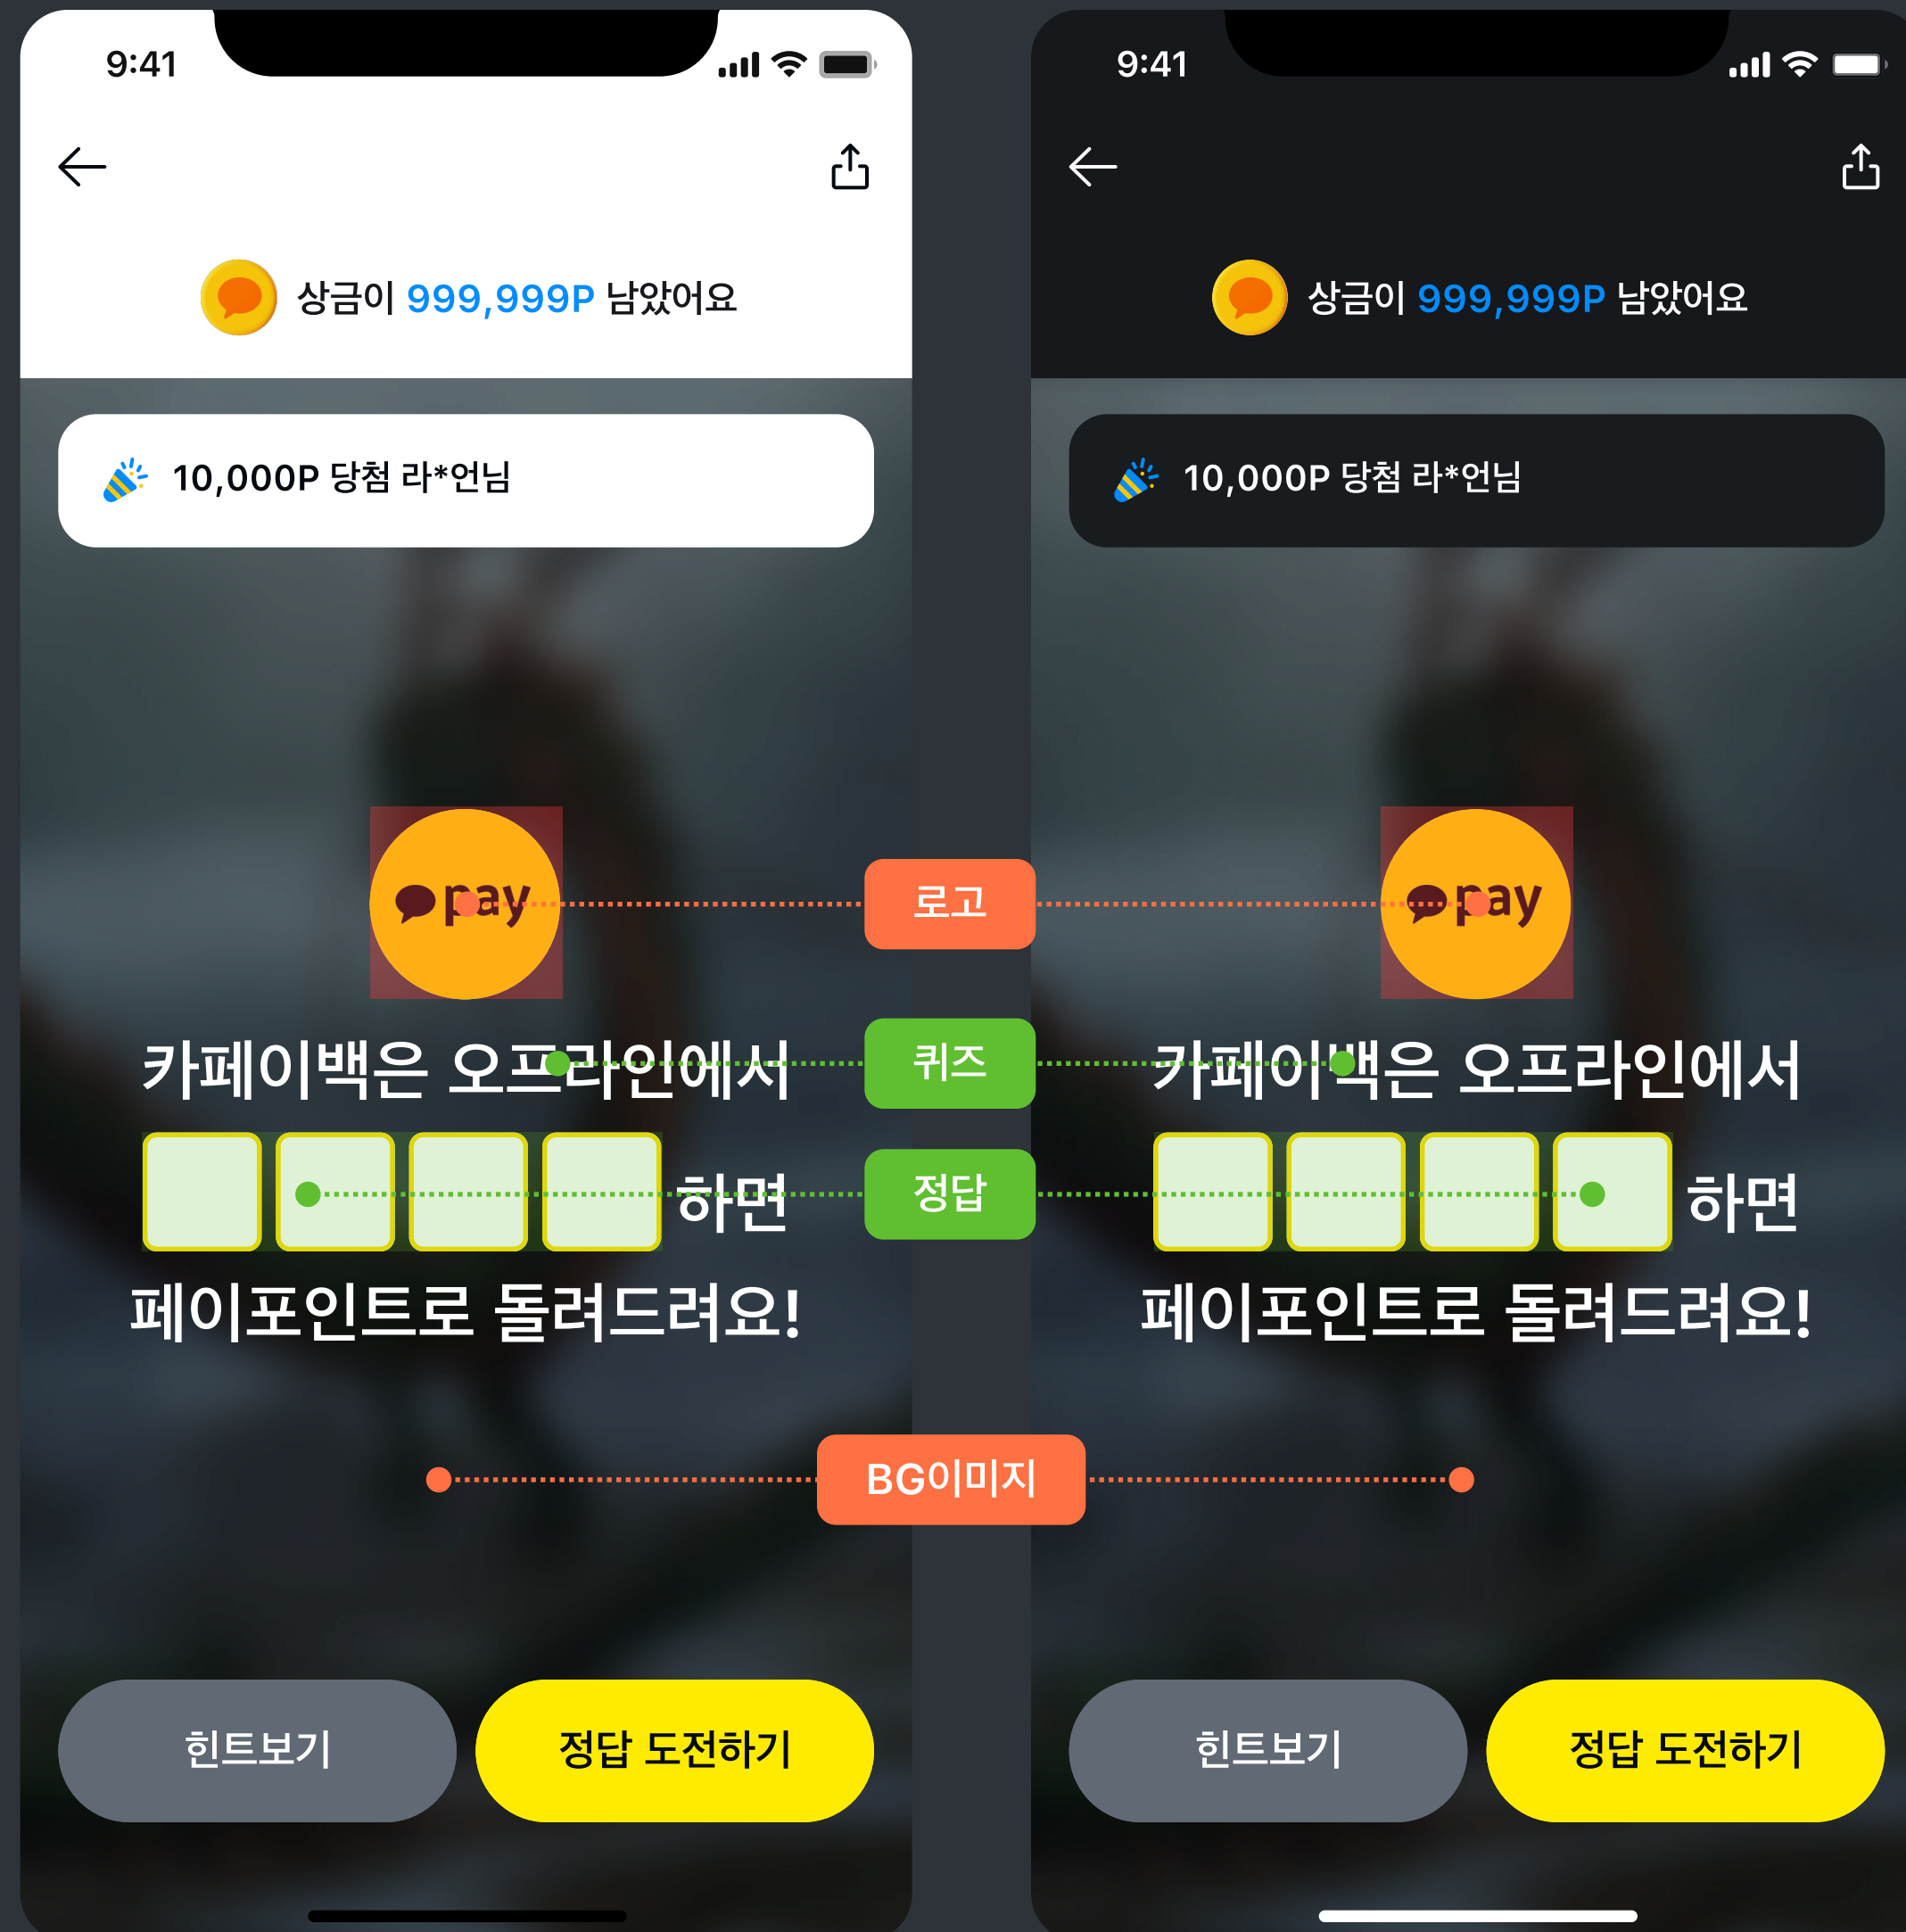 9:41
상금이 999,999P 남았어요
10,000P 당첨 라*언님
pay
카페이백은 오프라인에서
하면
페이포인트로 돌려드려요!
힌트보기
정답 도전하기
로고
퀴즈
정답
BG이미지
9:41
상금이 999,999P 남았어요
10,000P 당첨 라*언님
pay
카페이백은 오프라인에서
하면
페이포인트로 돌려드려요!
힌트보기
정답 도전하기